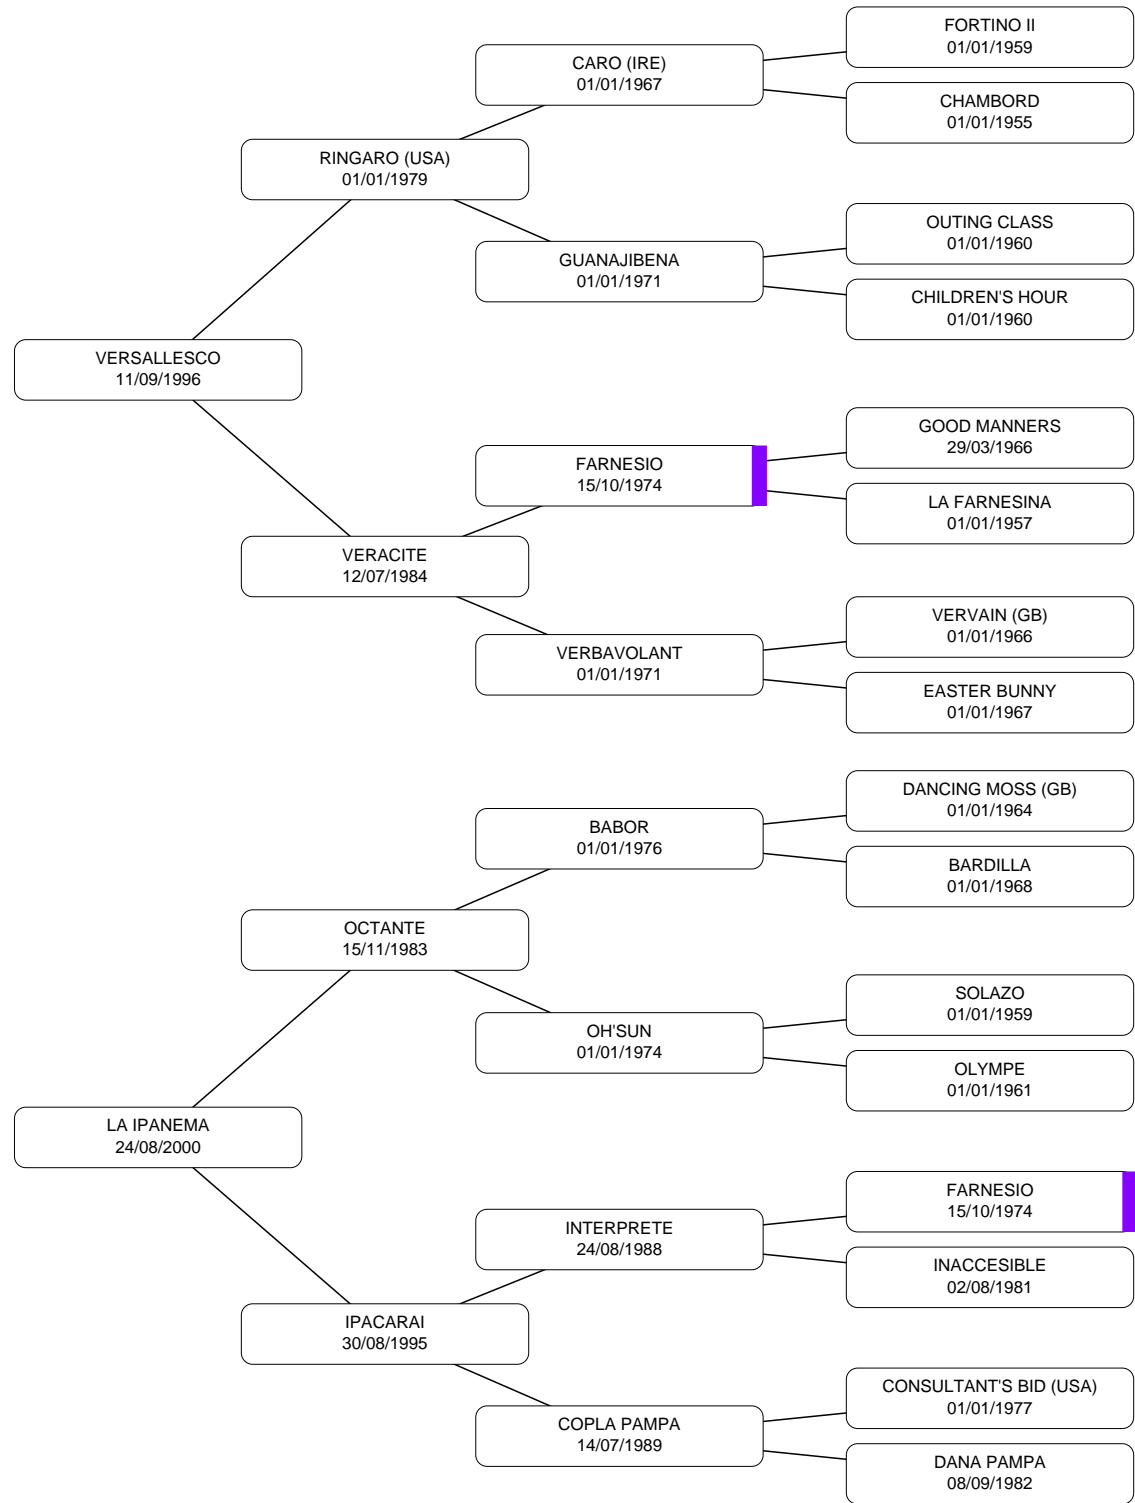 FORTINO II
01/01/1959
CARO (IRE)
01/01/1967
CHAMBORD
01/01/1955
RINGARO (USA)
01/01/1979
OUTING CLASS
01/01/1960
GUANAJIBENA
01/01/1971
CHILDREN'S HOUR
01/01/1960
VERSALLESCO
11/09/1996
GOOD MANNERS
29/03/1966
FARNESIO
15/10/1974
LA FARNESINA
01/01/1957
VERACITE
12/07/1984
VERVAIN (GB)
01/01/1966
VERBAVOLANT
01/01/1971
EASTER BUNNY
01/01/1967
DANCING MOSS (GB)
01/01/1964
BABOR
01/01/1976
BARDILLA
01/01/1968
OCTANTE
15/11/1983
SOLAZO
01/01/1959
OH'SUN
01/01/1974
OLYMPE
01/01/1961
LA IPANEMA
24/08/2000
FARNESIO
15/10/1974
INTERPRETE
24/08/1988
INACCESIBLE
02/08/1981
IPACARAI
30/08/1995
CONSULTANT'S BID (USA)
01/01/1977
COPLA PAMPA
14/07/1989
DANA PAMPA
08/09/1982